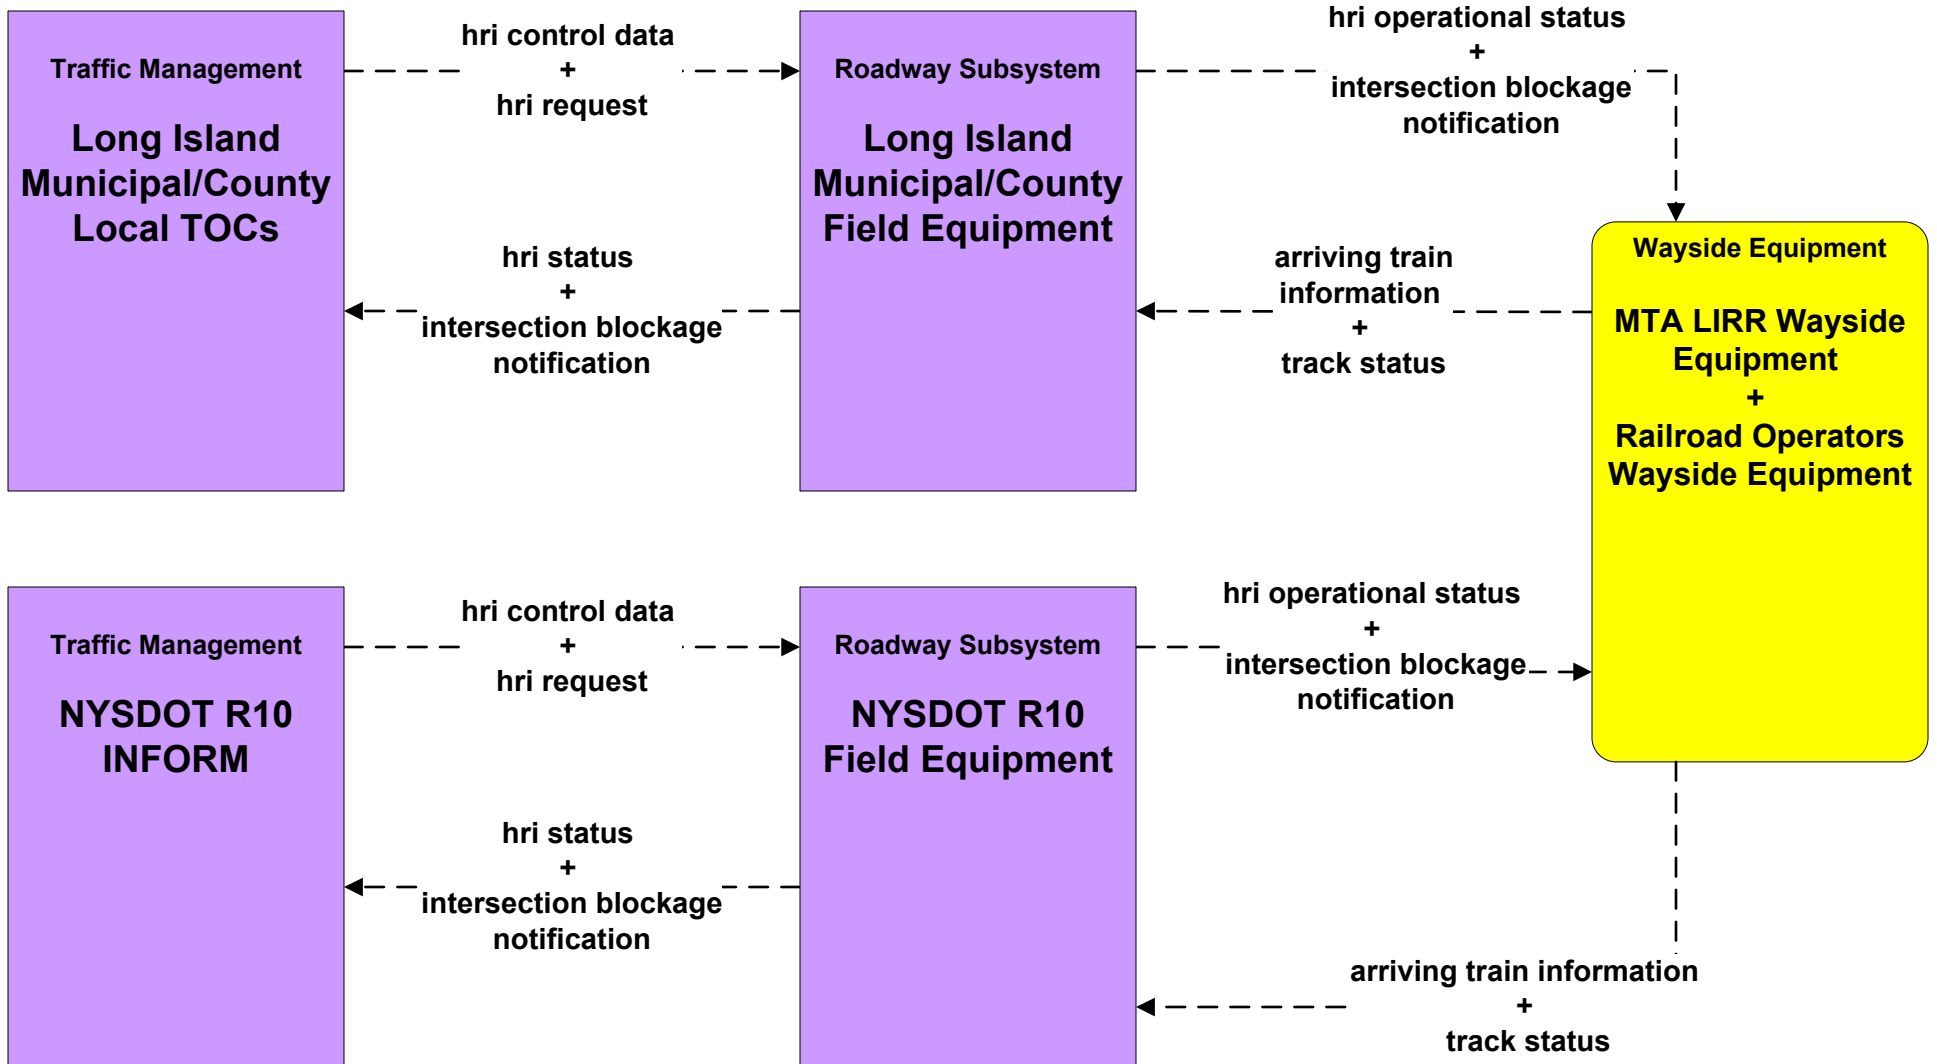 Traffic Management
Long Island
Municipal/County
Local TOCs
hri control data
+
hri request
hri status
+
intersection blockage
notification
Roadway Subsystem
Long Island
Municipal/County
Field Equipment
hri operational status
+
intersection blockage
notification
arriving train
information
+
track status
Wayside Equipment
MTA LIRR Wayside
Equipment
+
Railroad Operators
Wayside Equipment
Traffic Management
NYSDOT R10
INFORM
hri control data
+
hri request
hri status
+
intersection blockage
notification
Roadway Subsystem
NYSDOT R10
Field Equipment
hri operational status
+
intersection blockage
notification
arriving train information
+
track status